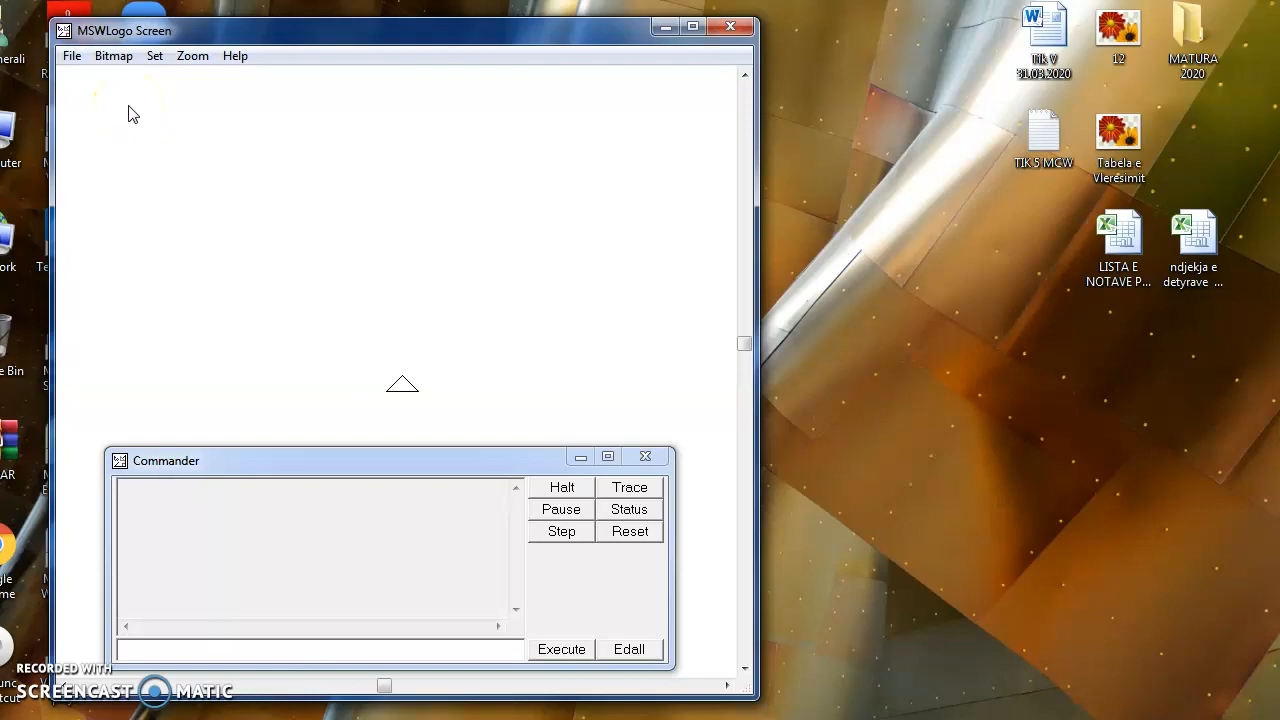 MSWLogo Screen
File Bitmap Set Zoom Help
Commander
Halt Trace
Pause Status
Step Reset
Execute Edall
Tik V
31.03.2020
12
MATURA
2020
TIK 5 MCW
Tabela e
Vleresimit
LISTA E
NOTAVE P...
ndjekja e
detyrave ...
RECORDED WITH
SCREENCAST MATIC